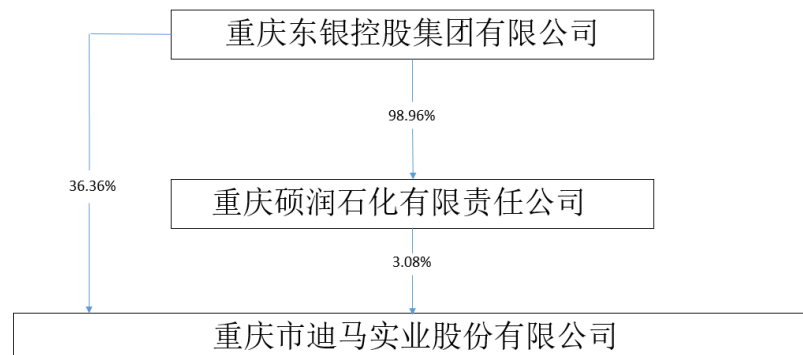 重庆东银控股集团有限公司
98.96%
36.36%
重庆硕润石化有限责任公司
3.08%
重庆市迪马实业股份有限公司